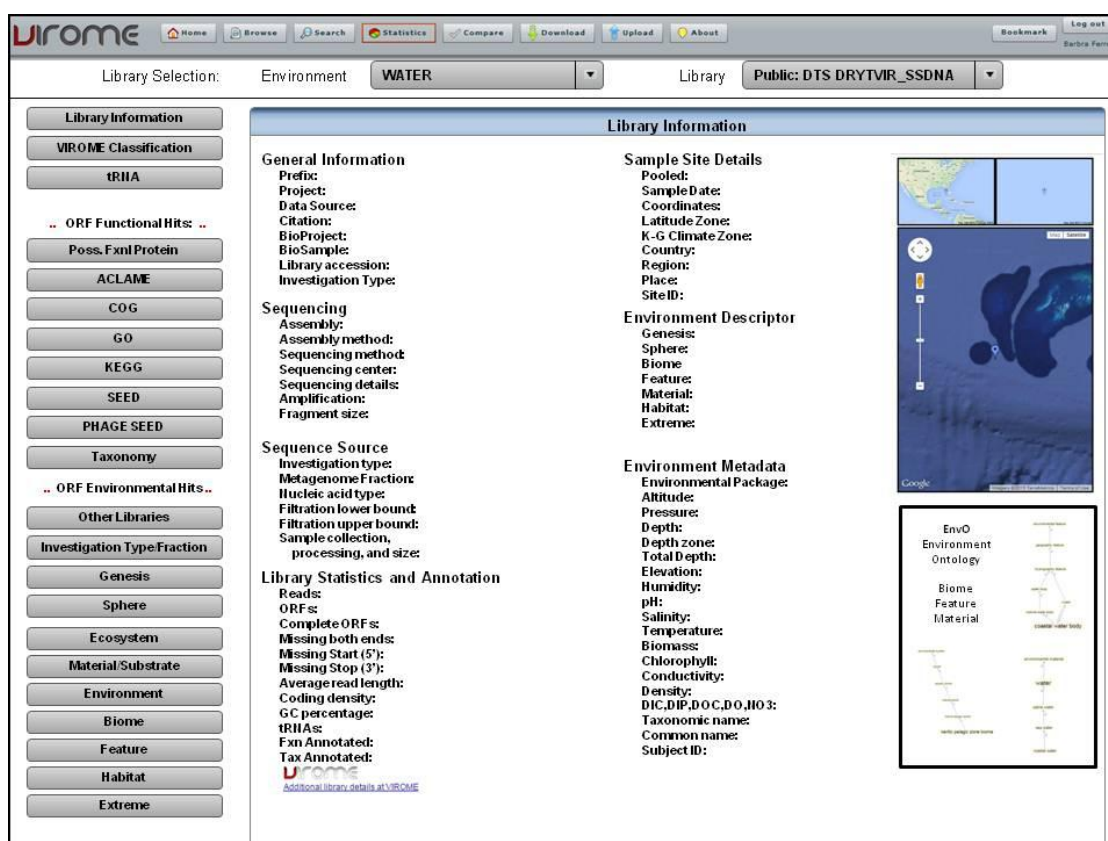 VIROME
Home Browse Search Statistics Compare Download Upload About Bookmark Log out
Library Selection: Environment WATER Library Public: DTS DRYTVIR_SSDNA
Library Information
VIROME Classification
tRNA
.. ORF Functional Hits: ..
Poss. Fxnl Protein
ACLAME
COG
GO
KEGG
SEED
PHAGE SEED
Taxonomy
.. ORF Environmental Hits..
Other Libraries
Investigation Type/Fraction
Genesis
Sphere
Ecosystem
Material/Substrate
Environment
Biome
Feature
Habitat
Extreme
Library Information
General Information
Prefix:
Project:
Data Source:
Citation:
BioProject:
BioSample:
Library accession:
Investigation Type:
Sequencing
Assembly:
Assembly method:
Sequencing method:
Sequencing center:
Sequencing details:
Amplification:
Fragment size:
Sequence Source
Investigation type:
Metagenome Fraction:
Nucleic acid type:
Filtration lower bound:
Filtration upper bound:
Sample collection,
processing, and size:
Library Statistics and Annotation
Reads:
ORFs:
Complete ORFs:
Missing both ends:
Missing Start (5'):
Missing Stop (3'):
Average read length:
Coding density:
GC percentage:
tRNAs:
Fxn Annotated:
Tax Annotated:
VIROME
Additional library details at VIROME
Sample Site Details
Pooled:
Sample Date:
Coordinates:
Latitude Zone:
K-G Climate Zone:
Country:
Region:
Place:
Site ID:
Environment Descriptor
Genesis:
Sphere:
Biome
Feature:
Material:
Habitat:
Extreme:
Environment Metadata
Environmental Package:
Altitude:
Pressure:
Depth:
Depth zone:
Total Depth:
Elevation:
Humidity:
pH:
Salinity:
Temperature:
Biomass:
Chlorophyll:
Conductivity:
Density:
DIC,DIP,DOC,DO,NO3:
Taxonomic name:
Common name:
Subject ID:
Map Satellite
Google
EnvO
Environment
Ontology
Biome
Feature
Material
coastal water body
water